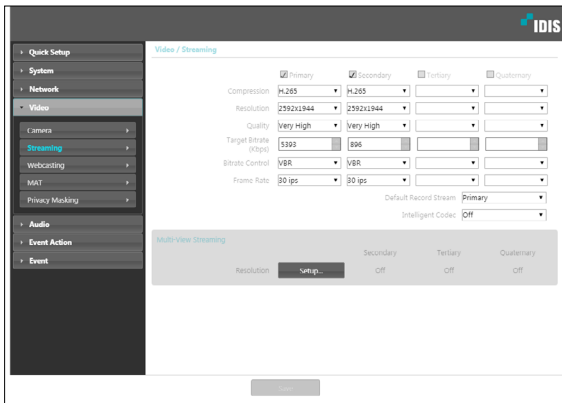 IDIS
Quick Setup
System
Network
Video
Camera
Streaming
Webcasting
MAT
Privacy Masking
Audio
Event Action
Event
Video / Streaming
Primary Secondary Tertiary Quaternary
Compression H.265 H.265
Resolution 2592x1944 2592x1944
Quality Very High Very High
Target Bitrate
(Kbps) 5393 896
Bitrate Control VBR VBR
Frame Rate 30 ips 30 ips
Default Record Stream Primary
Intelligent Codec Off
Multi-View Streaming
Secondary Tertiary Quaternary
Resolution Setup... Off Off Off
Save